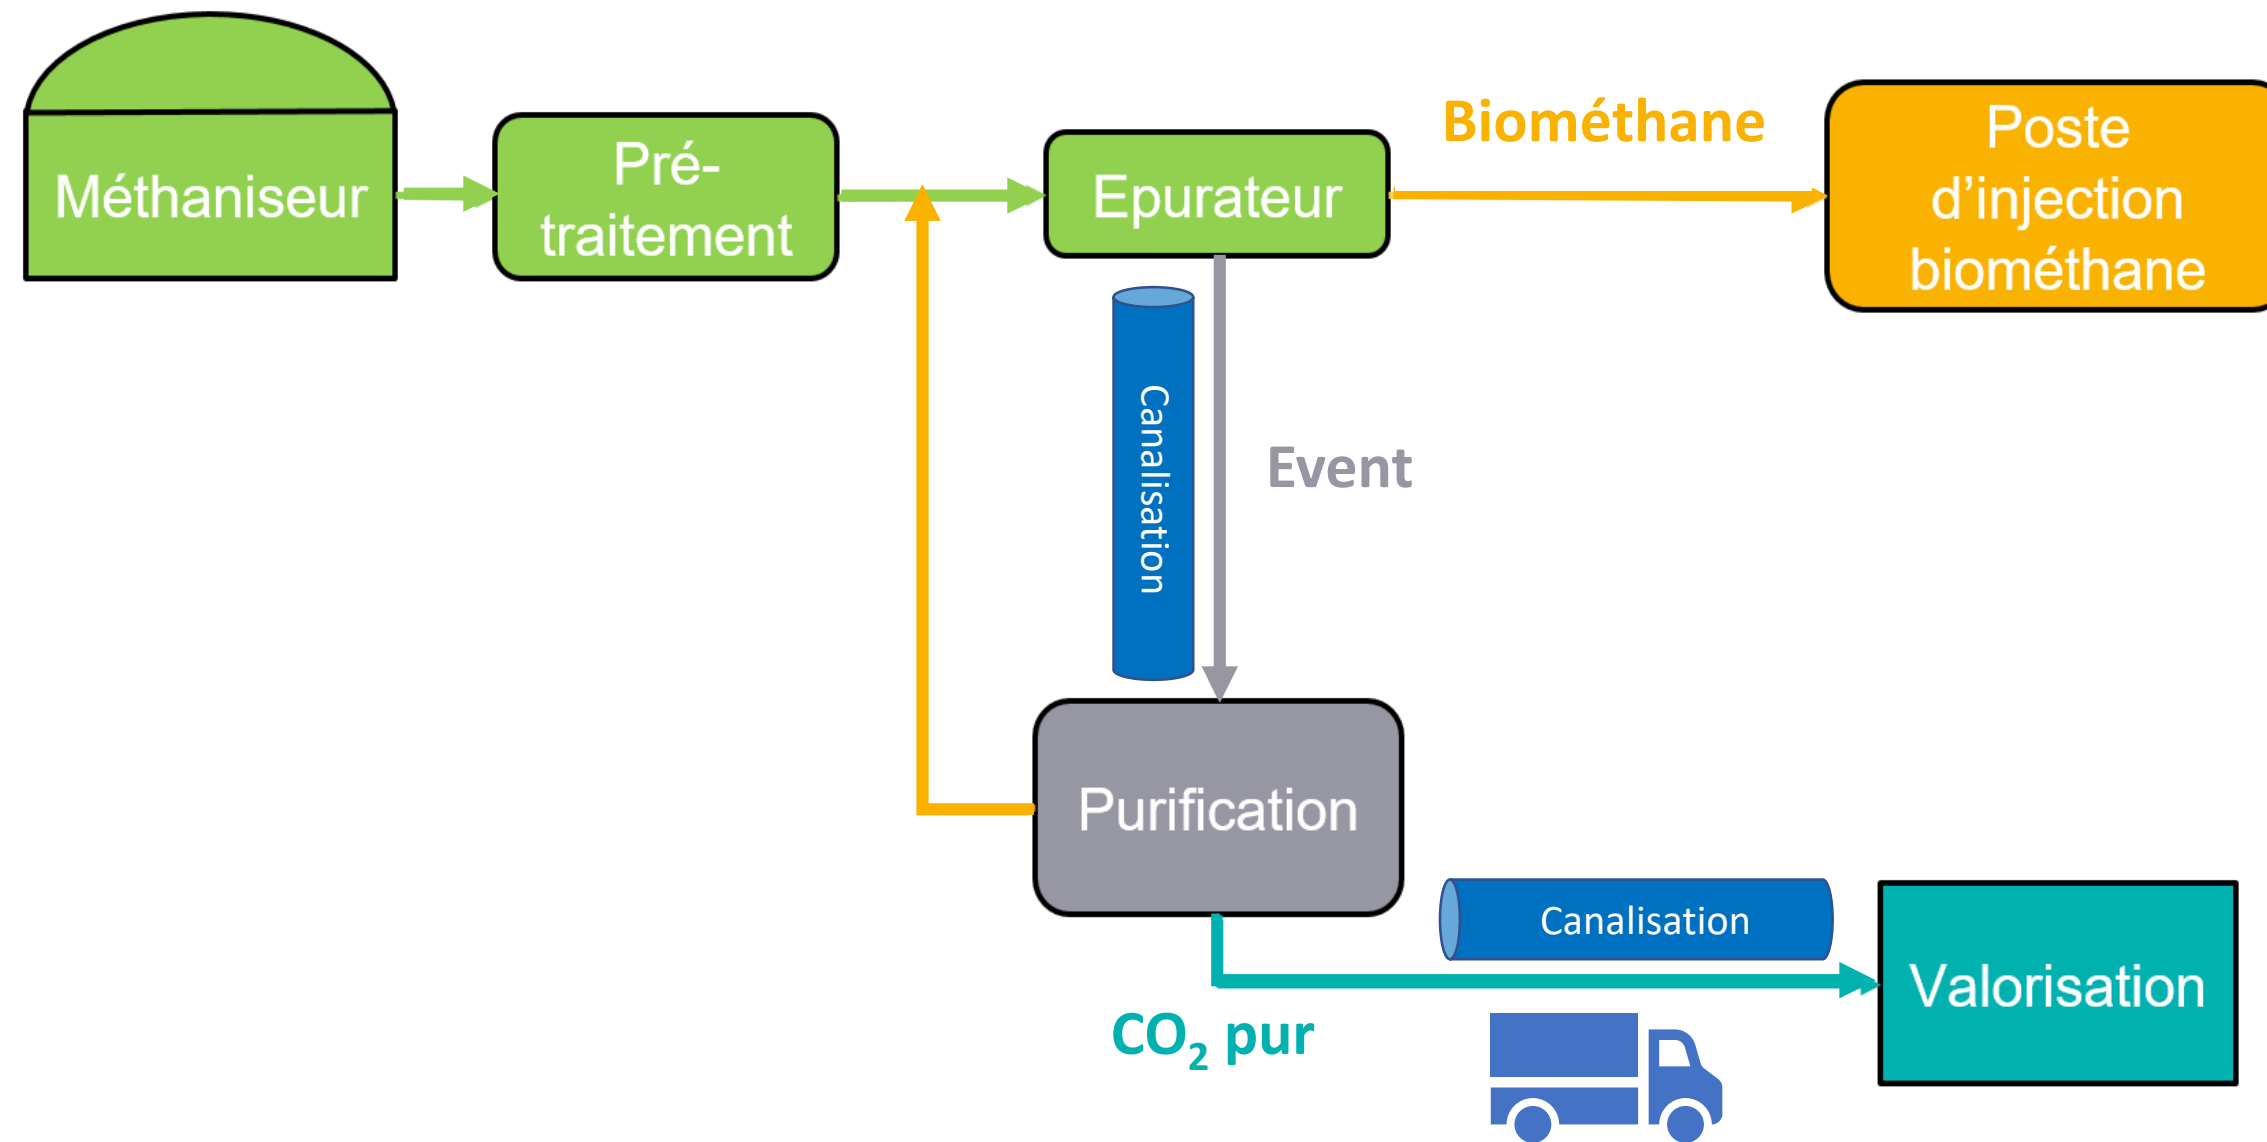 Méthaniseur
Pré-
traitement
Epurateur
Biométhane
Poste
d’injection
biométhane
Canalisation
Event
Purification
Canalisation
CO₂ pur
Valorisation